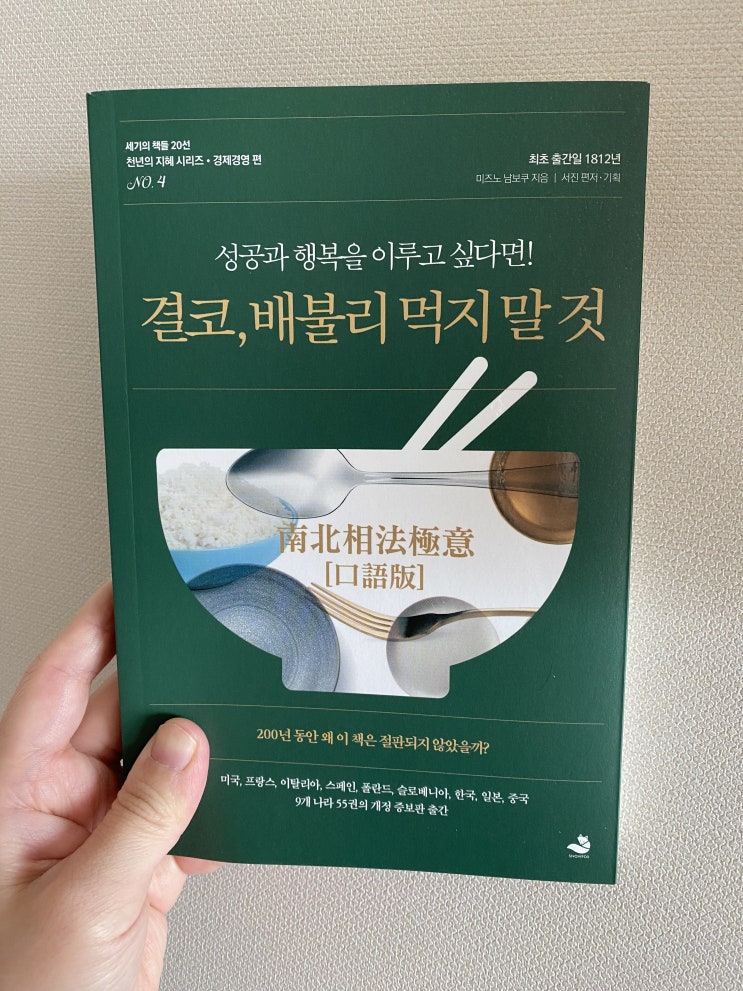 세기의 책들 20선
천년의 지혜 시리즈 • 경제경영 편
NO. 4
최초 출간일 1812년
미즈노 남보쿠 지음 | 서진 편저·기획
성공과 행복을 이루고 싶다면!
결코, 배불리 먹지 말 것
南北相法極意
[口語版]
200년 동안 왜 이 책은 절판되지 않았을까?
미국, 프랑스, 이탈리아, 스페인, 폴란드, 슬로베니아, 한국, 일본, 중국
9개 나라 55권의 개정 증보판 출간
SNOWFOX